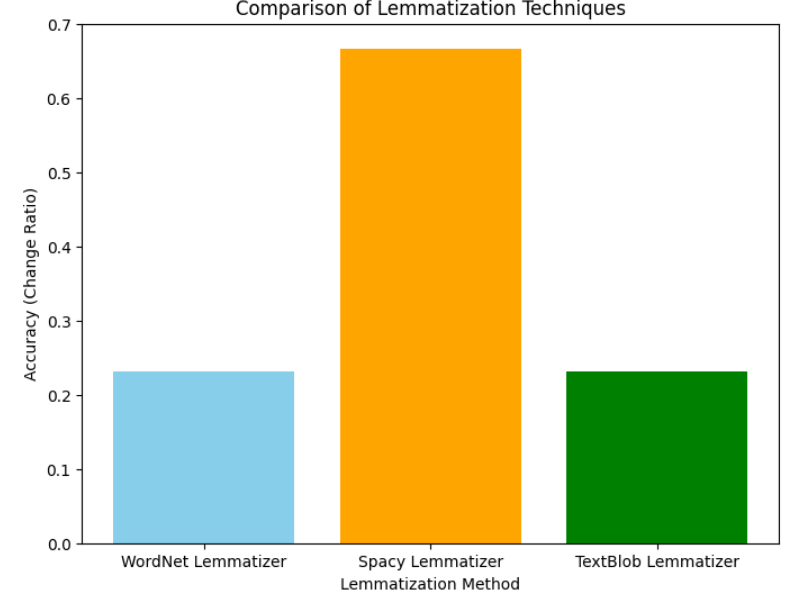 Comparison of Lemmatization Techniques
0.7
0.6
0.5
0.4
0.3
0.2
0.1
0.0
Accuracy (Change Ratio)
WordNet Lemmatizer Spacy Lemmatizer TextBlob Lemmatizer
Lemmatization Method